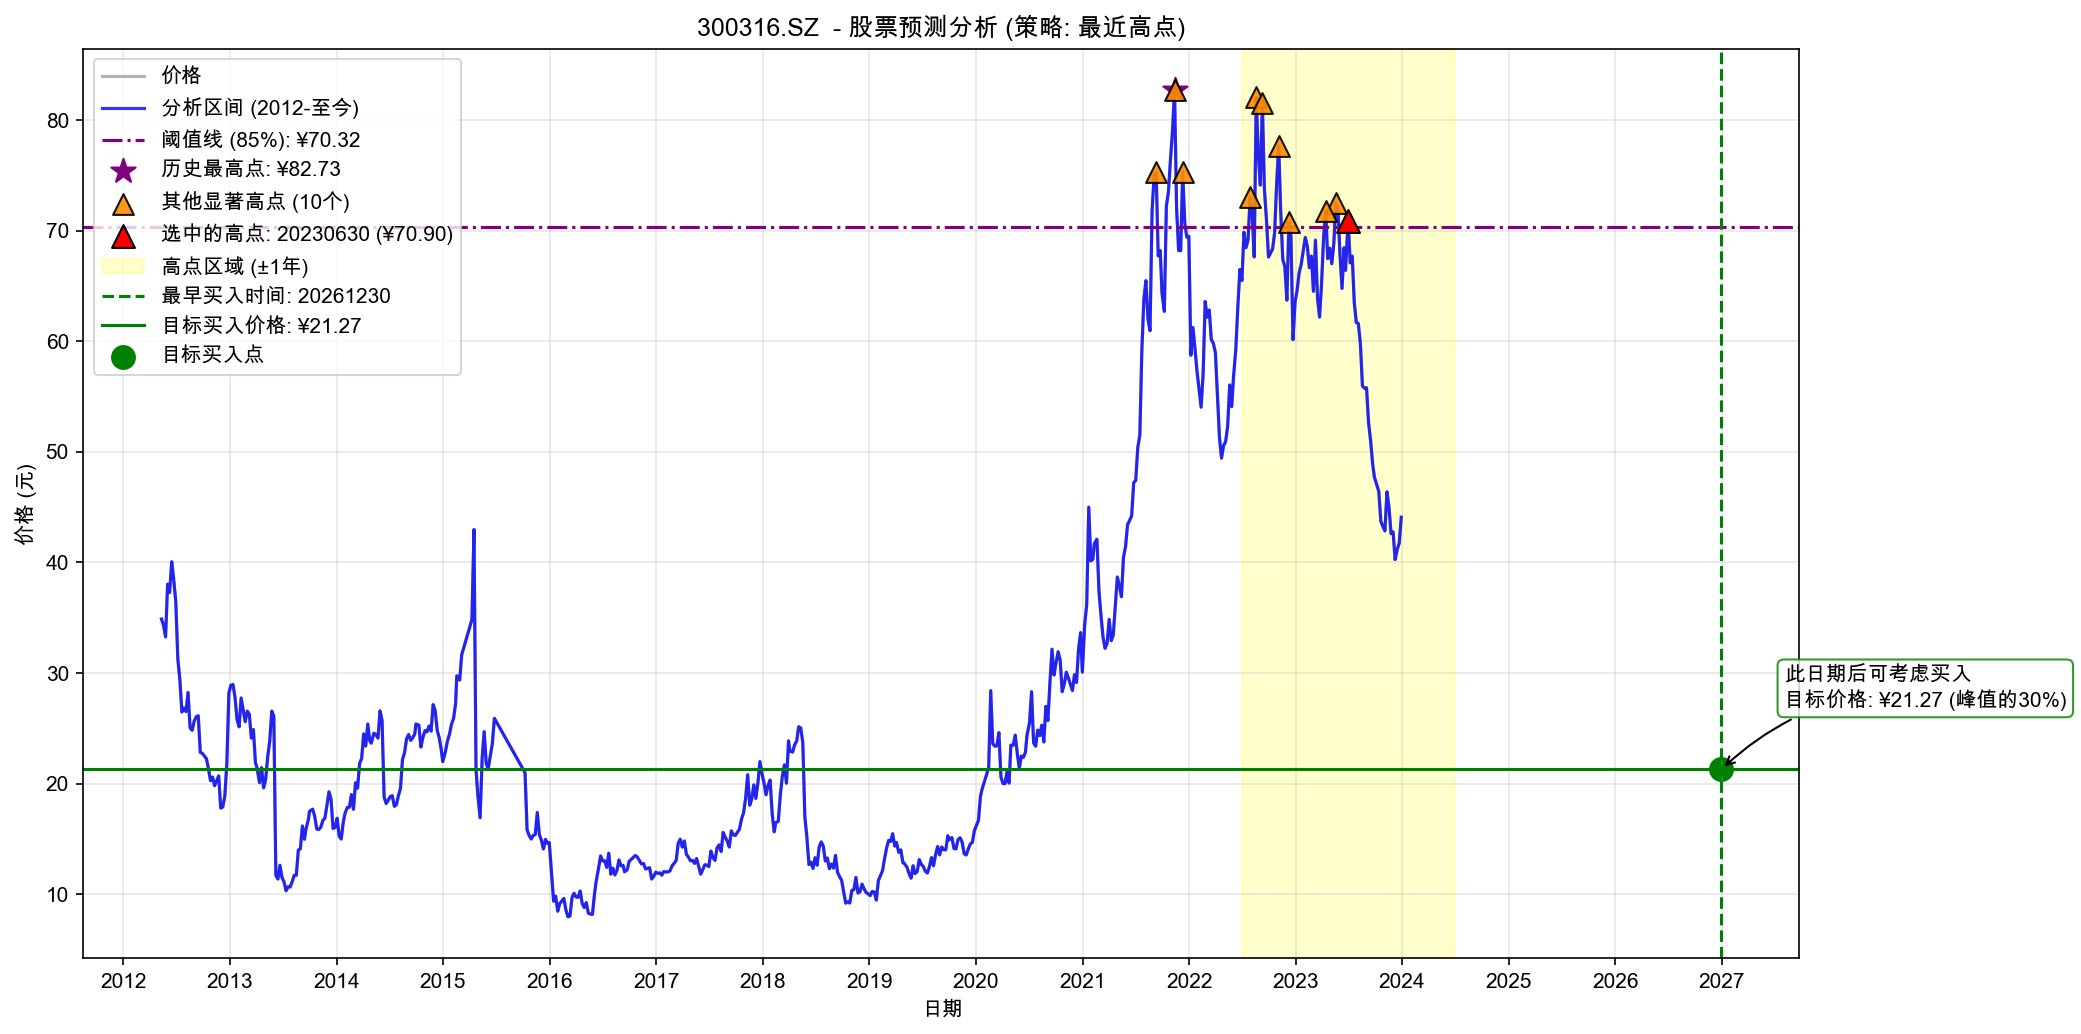 300316.SZ - 股票预测分析 (策略: 最近高点)
价格
分析区间 (2012-至今)
阈值线 (85%): ¥70.32
历史最高点: ¥82.73
其他显著高点 (10个)
选中的高点: 20230630 (¥70.90)
高点区域 (±1年)
最早买入时间: 20261230
目标买入价格: ¥21.27
目标买入点
价格 (元)
80
70
60
50
40
30
20
10
此日期后可考虑买入
目标价格: ¥21.27 (峰值的30%)
2012 2013 2014 2015 2016 2017 2018 2019 2020 2021 2022 2023 2024 2025 2026 2027
日期